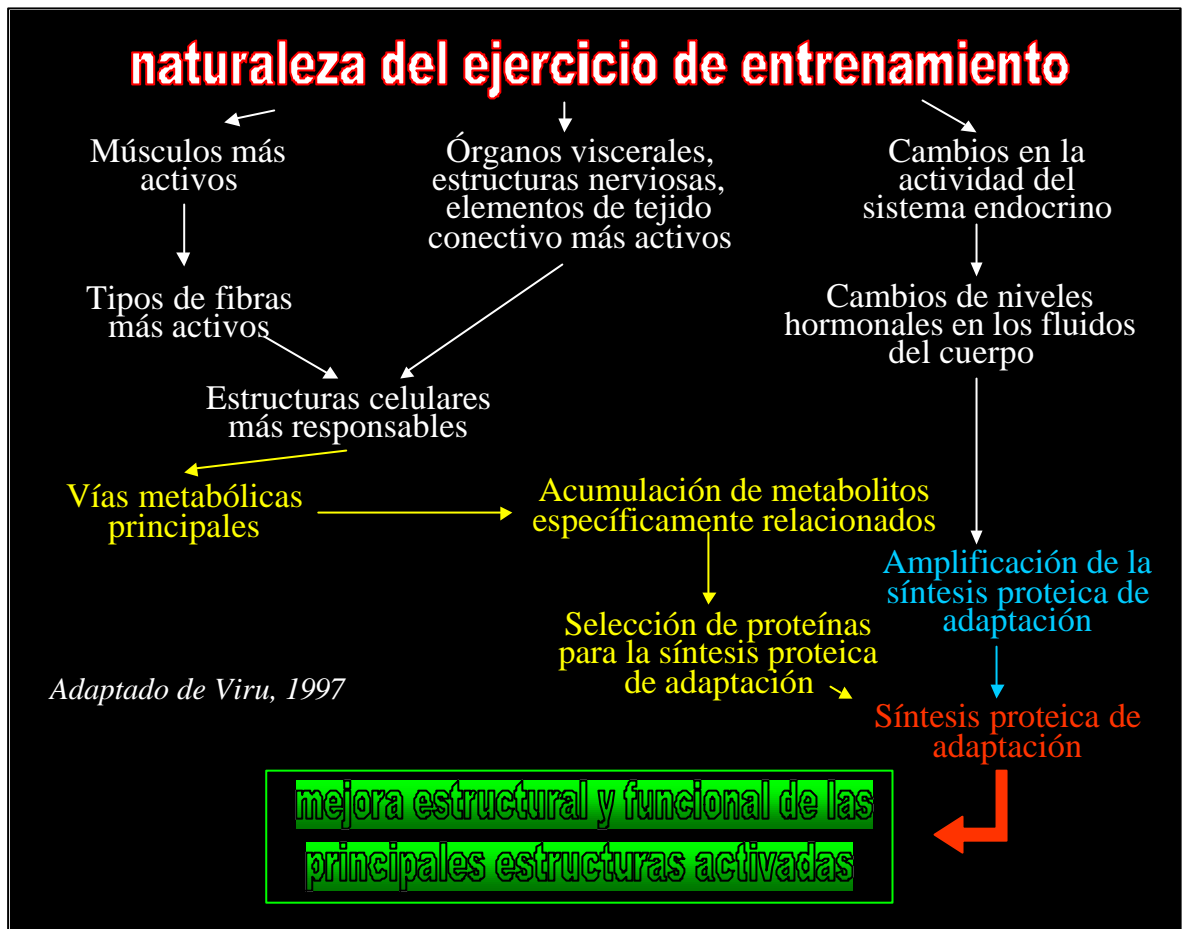 naturaleza del ejercicio de entrenamiento
Músculos más
activos
Órganos viscerales,
estructuras nerviosas,
elementos de tejido
conectivo más activos
Cambios en la
actividad del
sistema endocrino
Tipos de fibras
más activos
Cambios de niveles
hormonales en los fluidos
del cuerpo
Estructuras celulares
más responsables
Vías metabólicas
principales
Acumulación de metabolitos
específicamente relacionados
Amplificación de la
síntesis proteica de
adaptación
Selección de proteínas
para la síntesis proteica
de adaptación
Adaptado de Viru, 1997
Síntesis proteica de
adaptación
mejora estructural y funcional de las
principales estructuras activadas